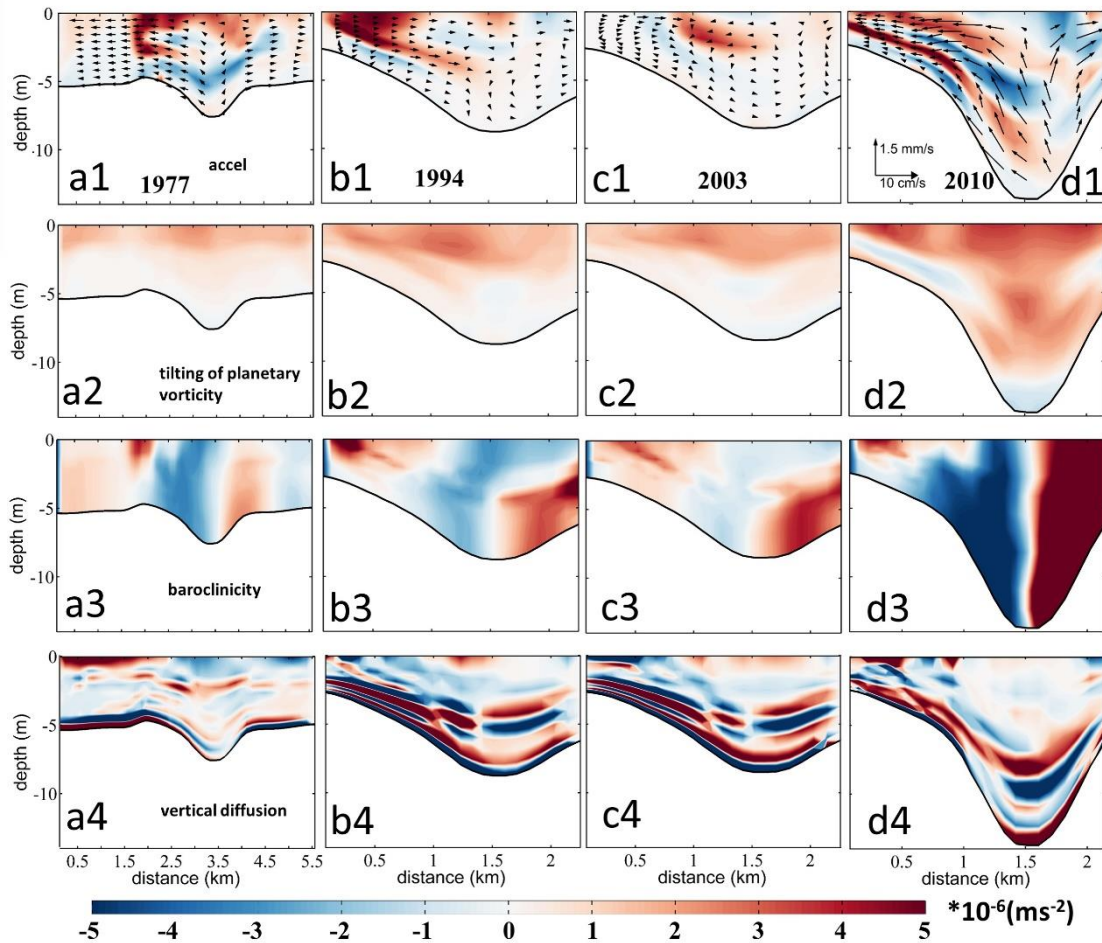 0
-5
-10
depth (m)
a1
1977
accel
b1
1994
c1
2003
1.5 mm/s
10 cm/s
2010
d1
0
-5
-10
depth (m)
a2
tilting of planetary
vorticity
b2
c2
d2
0
-5
-10
depth (m)
a3
baroclinicity
b3
c3
d3
0
-5
-10
depth (m)
a4
vertical diffusion
b4
c4
d4
0.5 1.5 2.5 3.5 4.5 5.5
0.5 1 1.5 2
0.5 1 1.5 2
0.5 1 1.5 2
distance (km)
distance (km)
distance (km)
distance (km)
-5 -4 -3 -2 -1 0 1 2 3 4 5
*10-6(ms-2)